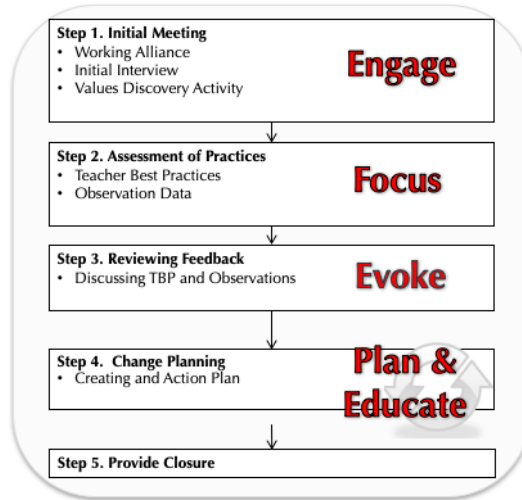 Step 1. Initial Meeting
• Working Alliance
• Initial Interview
• Values Discovery Activity
Engage
Step 2. Assessment of Practices
• Teacher Best Practices
• Observation Data
Focus
Step 3. Reviewing Feedback
• Discussing TBP and Observations
Evoke
Step 4.  Change Planning
• Creating and Action Plan
Plan &
Educate
Step 5. Provide Closure